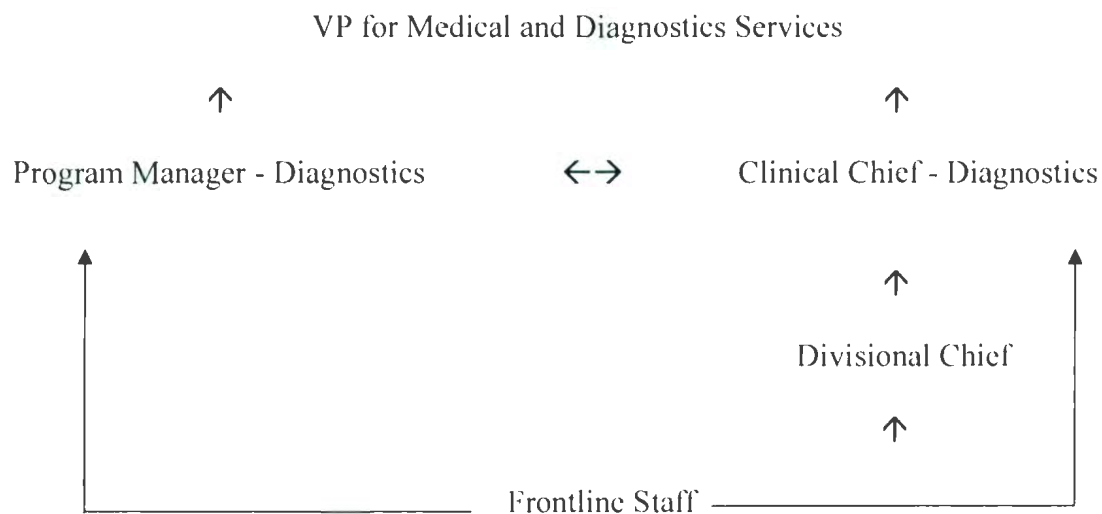 VP for Medical and Diagnostics Services
↑ ↑
Program Manager - Diagnostics ←→ Clinical Chief - Diagnostics
↑
Divisional Chief
↑
Frontline Staff